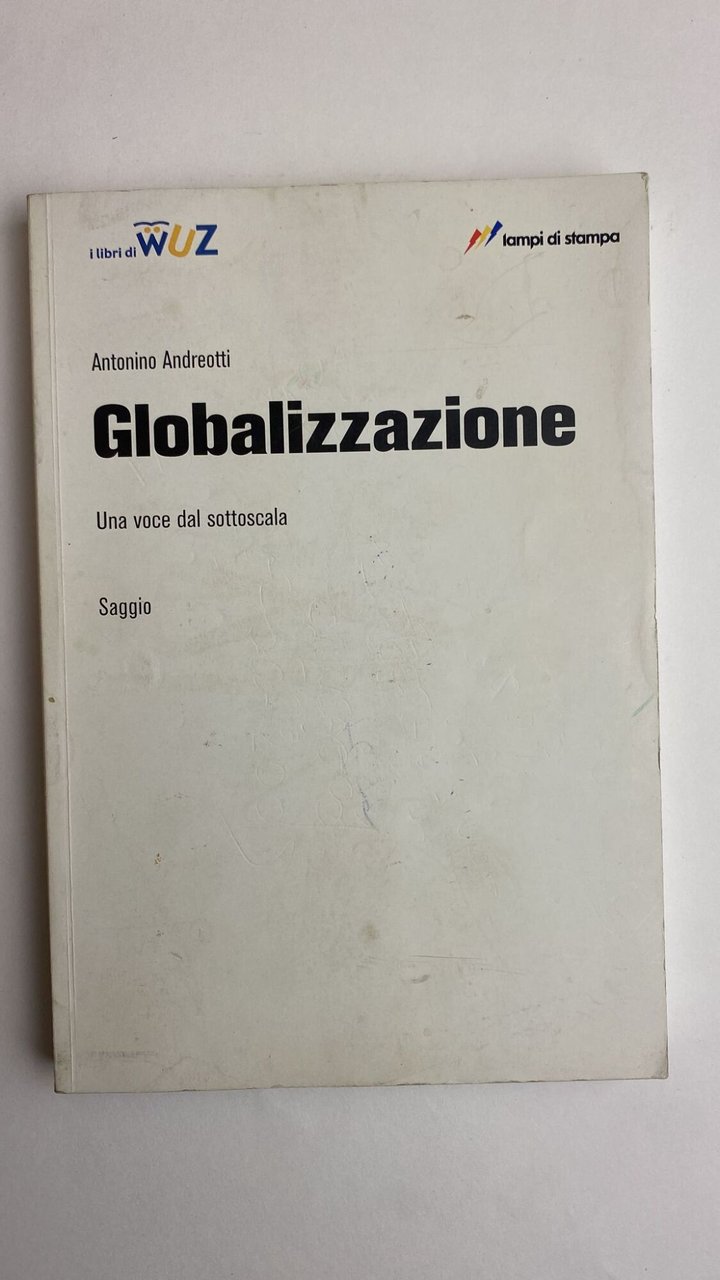 i libri di WUZ
lampi di stampa
Antonino Andreotti
Globalizzazione
Una voce dal sottoscala
Saggio